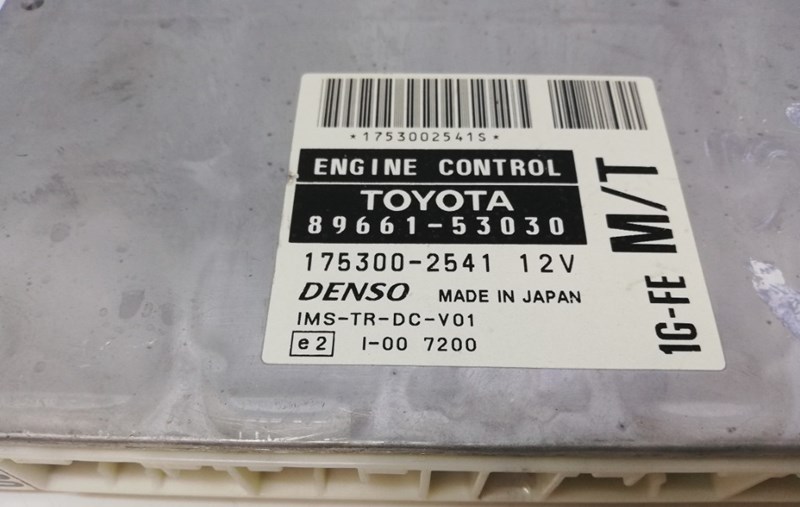 *1753002541S*
ENGINE CONTROL
TOYOTA
89661-53030
175300-2541 12V
DENSO MADE IN JAPAN
IMS-TR-DC-V01
e2 I-00 7200
1G-FE M/T